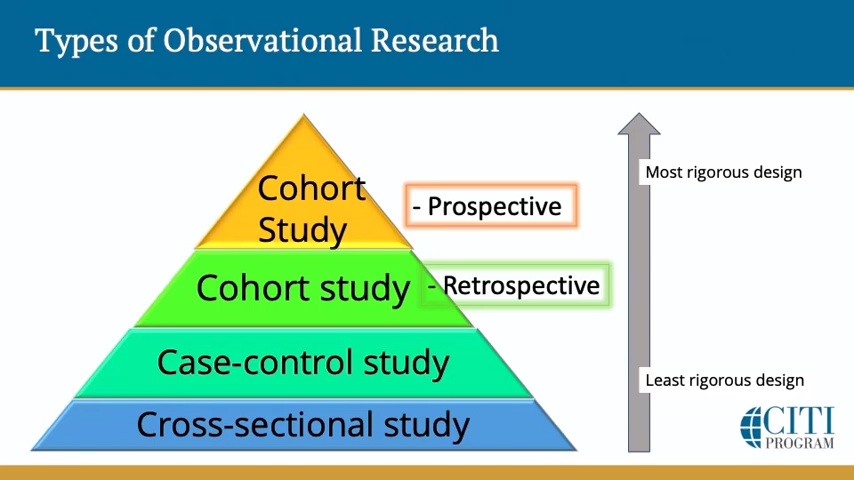 Types of Observational Research
Cohort
Study
- Prospective
Most rigorous design
Cohort study
- Retrospective
Case-control study
Least rigorous design
Cross-sectional study
CITI
PROGRAM